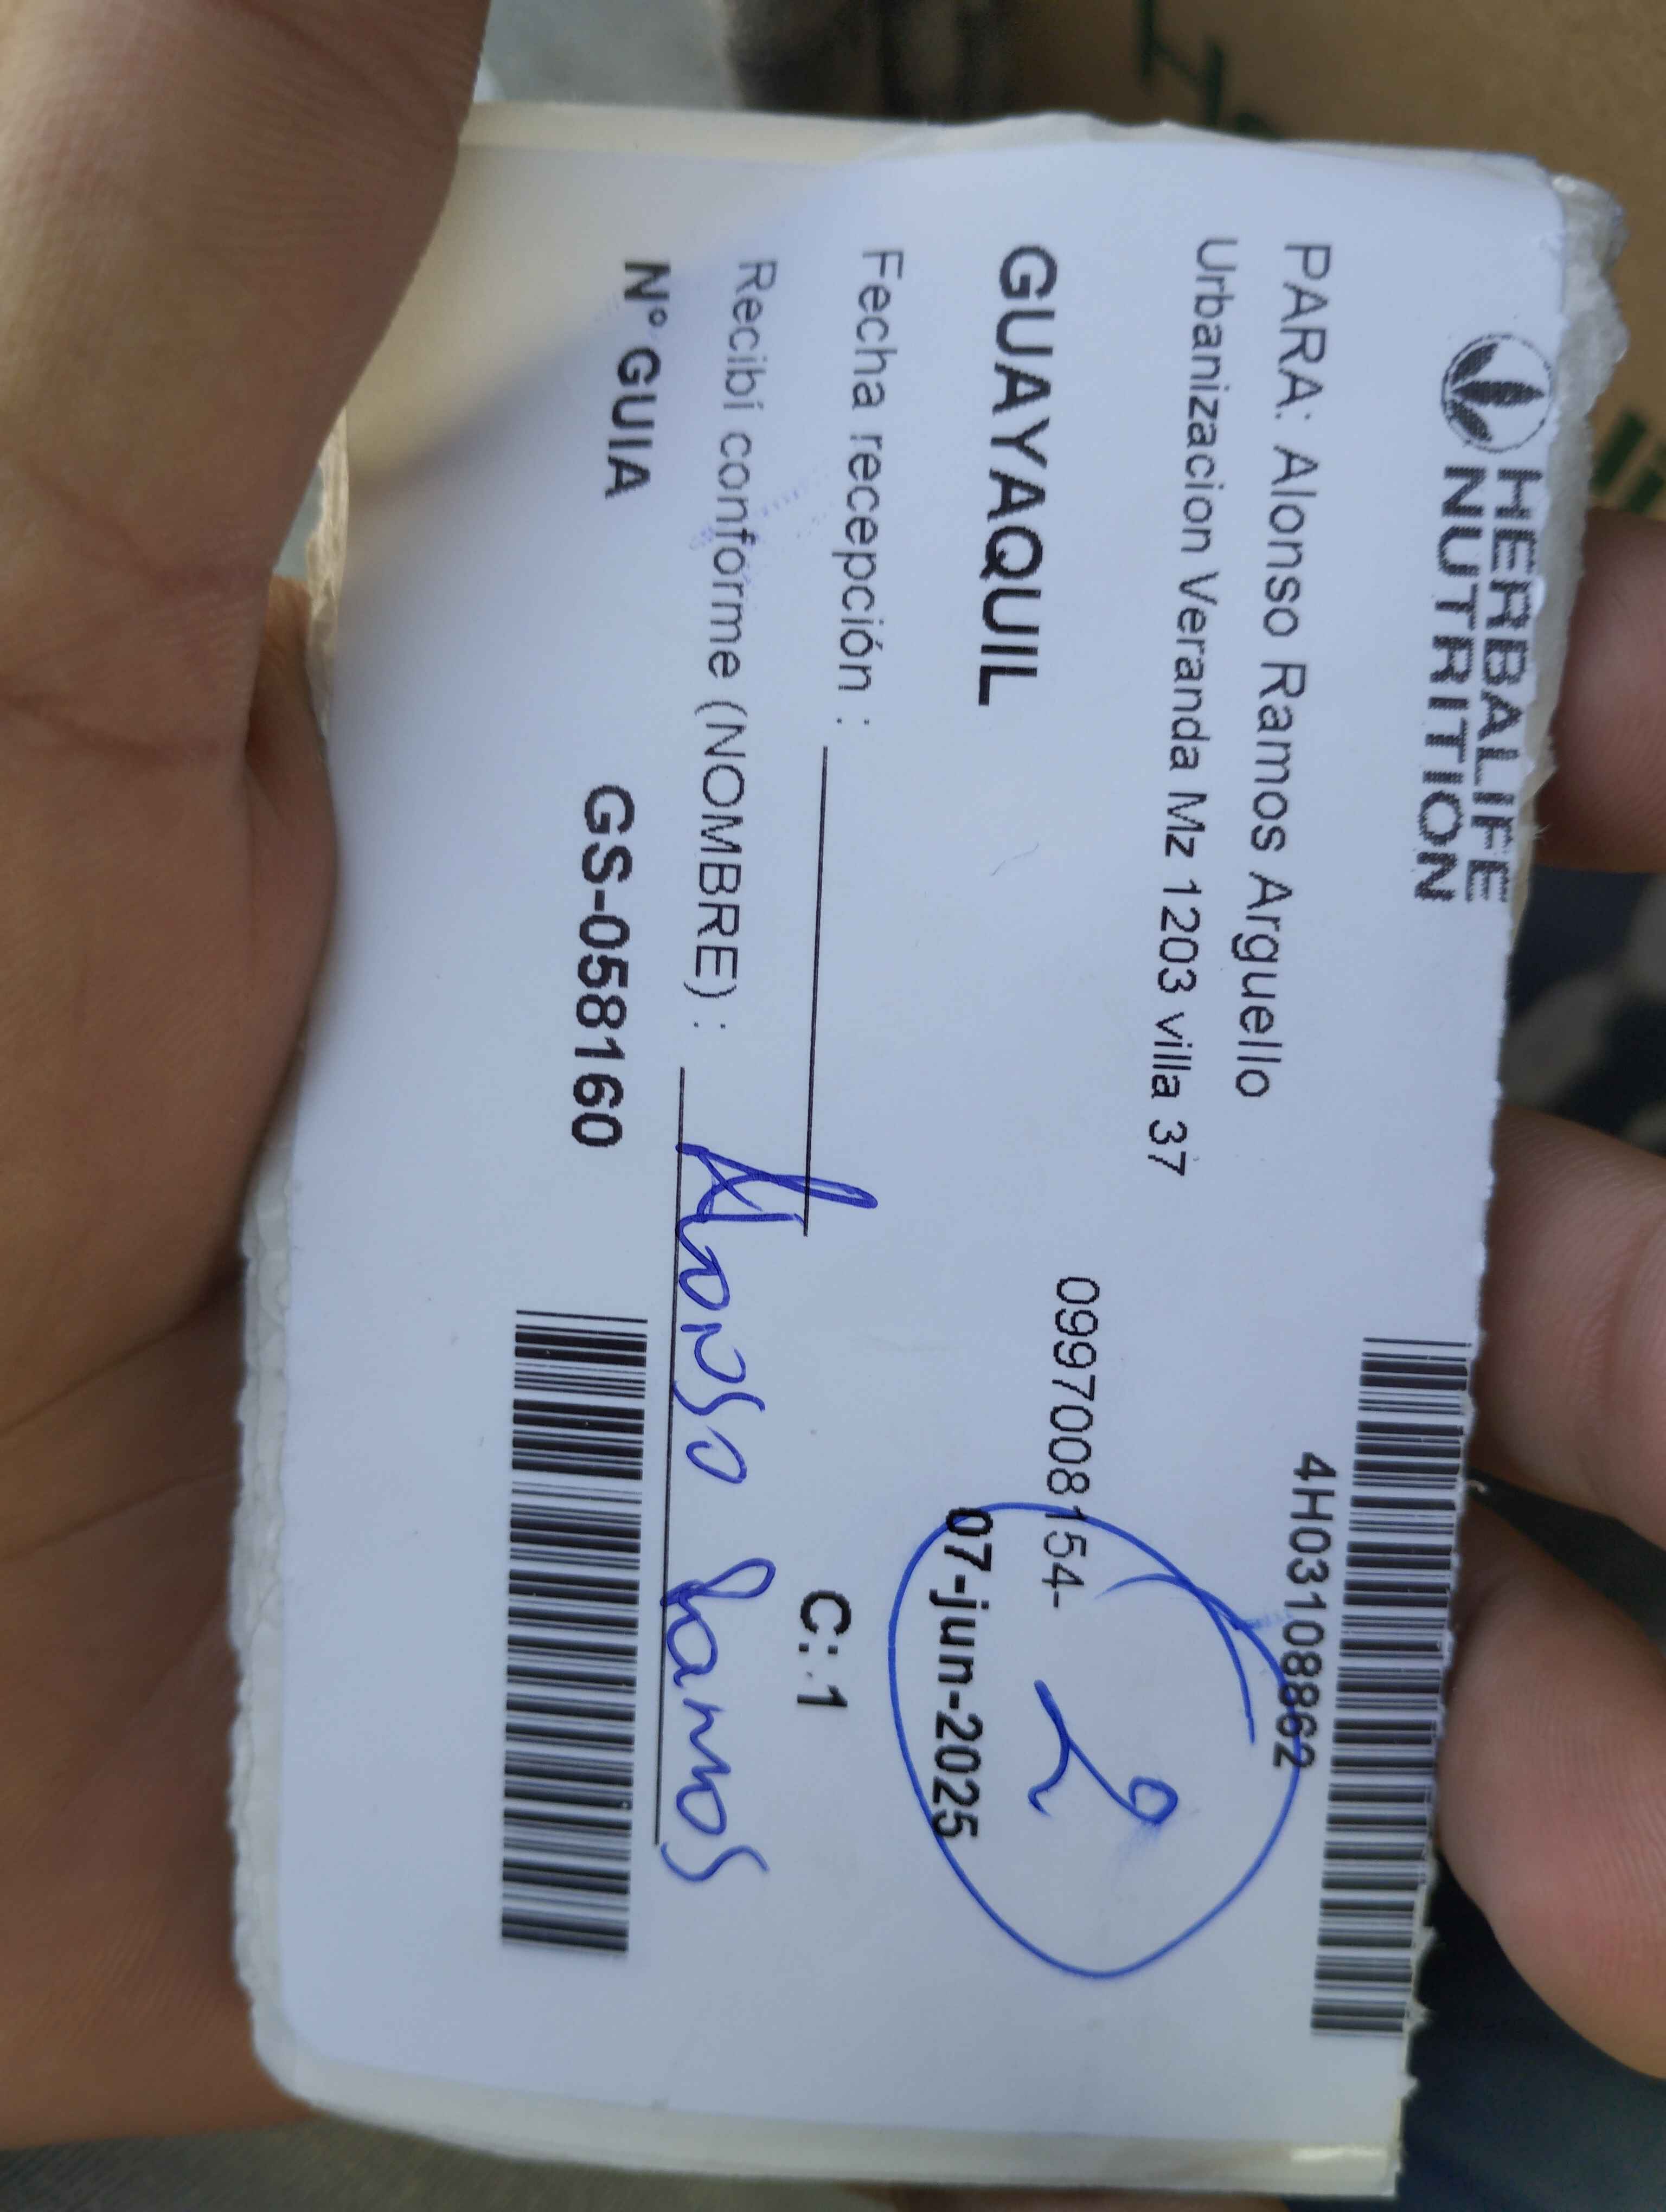 HERBALIFE
NUTRITION
4H03108862
PARA: Alonso Ramos Arguello
Urbanizacion Veranda Mz 1203 villa 37
0997008154-
2
GUAYAQUIL
07-jun-2025
Fecha recepción :
C: 1
Recibí conforme (NOMBRE) : Alonso Ramos
Nº GUIA GS-058160